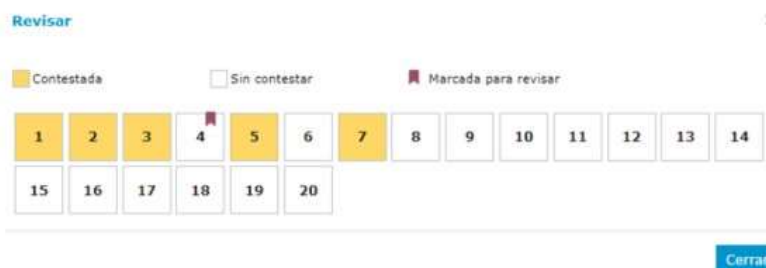 Revisar
Contestada Sin contestar Marcada para revisar
1 2 3 4 5 6 7 8 9 10 11 12 13 14
15 16 17 18 19 20